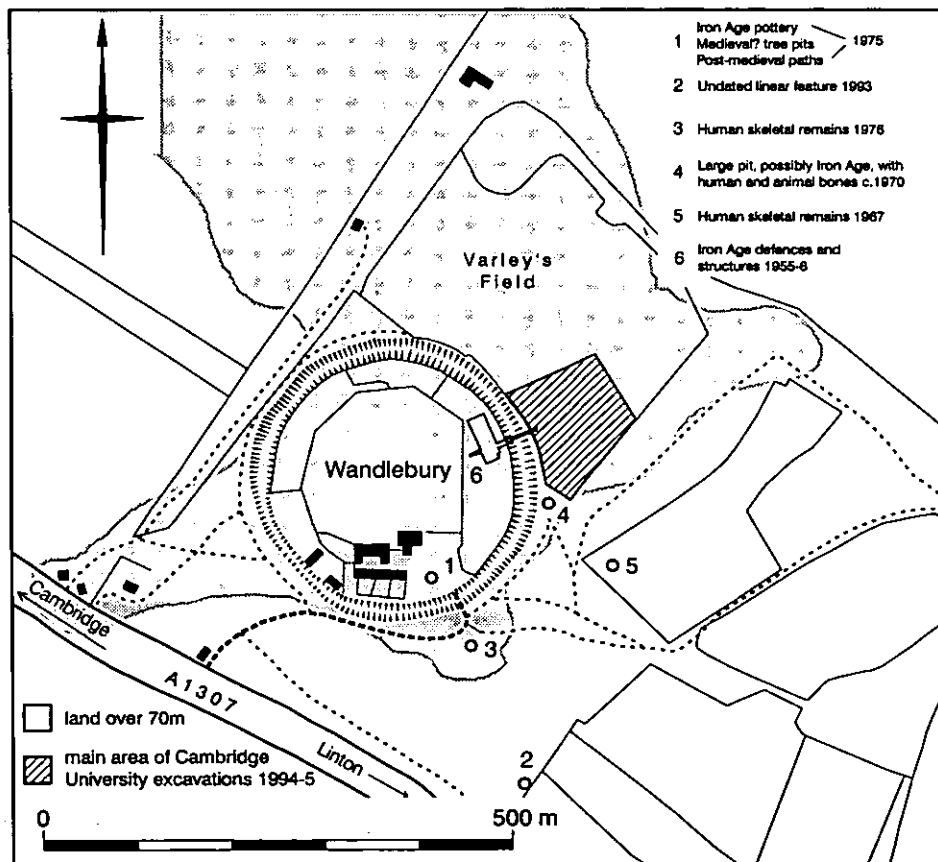 1 Iron Age pottery
Medieval? tree pits
Post-medieval paths
1975
2 Undated linear feature 1993
3 Human skeletal remains 1976
4 Large pit, possibly Iron Age, with
human and animal bones c.1970
5 Human skeletal remains 1967
6 Iron Age defences and
structures 1955-6
Varley's
Field
Wandlebury
6
4
5
1
3
2
Cambridge
A1307
Linton
land over 70m
main area of Cambridge
University excavations 1994-5
0
500 m